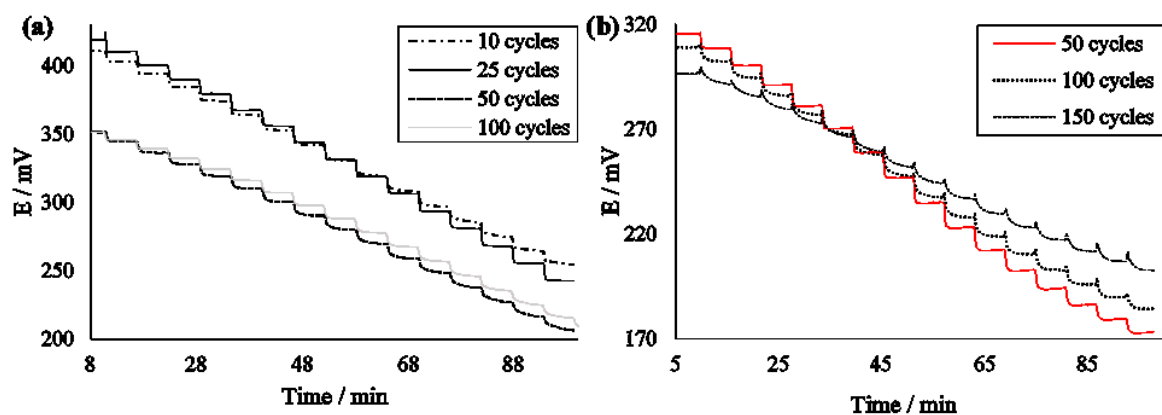 (a)
10 cycles
25 cycles
50 cycles
100 cycles
400
350
300
250
200
E / mV
8 28 48 68 88
Time / min
(b)
50 cycles
100 cycles
150 cycles
320
270
220
170
E / mV
5 25 45 65 85
Time / min